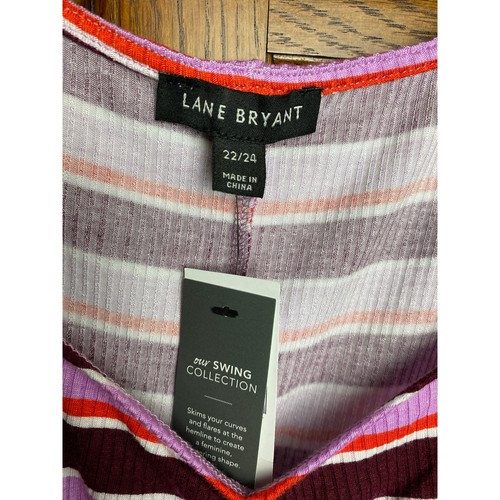 LANE BRYANT
22/24
MADE IN
CHINA
our SWING
COLLECTION
Skims your curves
and flares at the
hemline to create
a feminine,
shape.